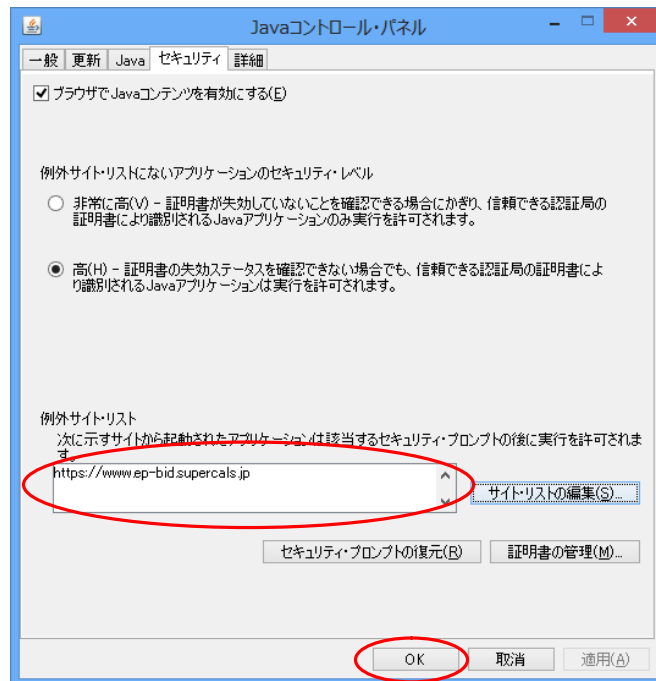 Javaコントロール・パネル
一般 更新 Java セキュリティ 詳細
ブラウザでJavaコンテンツを有効にする(E)
例外サイト・リストにないアプリケーションのセキュリティ・レベル
非常に高(V) - 証明書が失効していないことを確認できる場合にかぎり、信頼できる認証局の
証明書により識別されるJavaアプリケーションのみ実行を許可されます。
高(H) - 証明書の失効ステータスを確認できない場合でも、信頼できる認証局の証明書によ
り識別されるJavaアプリケーションは実行を許可されます。
例外サイト・リスト
次に示すサイトから起動されたアプリケーションは該当するセキュリティ・プロンプトの後に実行を許可されま
す。
https://www.ep-bid.supercals.jp
サイト・リストの編集(S)...
セキュリティ・プロンプトの復元(R) 証明書の管理(M)...
OK 取消 適用(A)